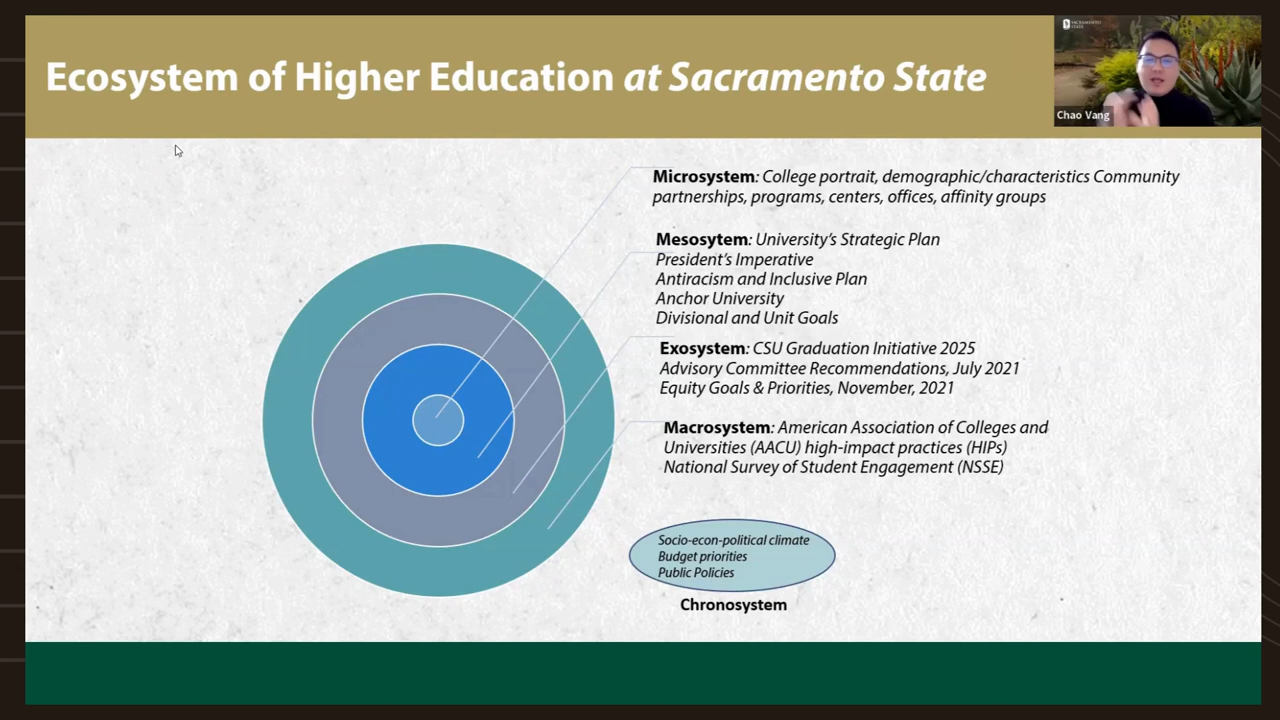 Ecosystem of Higher Education at Sacramento State
SACRAMENTO
STATE
Chao Vang
Microsystem: College portrait, demographic/characteristics Community
partnerships, programs, centers, offices, affinity groups
Mesosytem: University's Strategic Plan
President's Imperative
Antiracism and Inclusive Plan
Anchor University
Divisional and Unit Goals
Exosystem: CSU Graduation Initiative 2025
Advisory Committee Recommendations, July 2021
Equity Goals & Priorities, November, 2021
Macrosystem: American Association of Colleges and
Universities (AACU) high-impact practices (HIPs)
National Survey of Student Engagement (NSSE)
Socio-econ-political climate
Budget priorities
Public Policies
Chronosystem